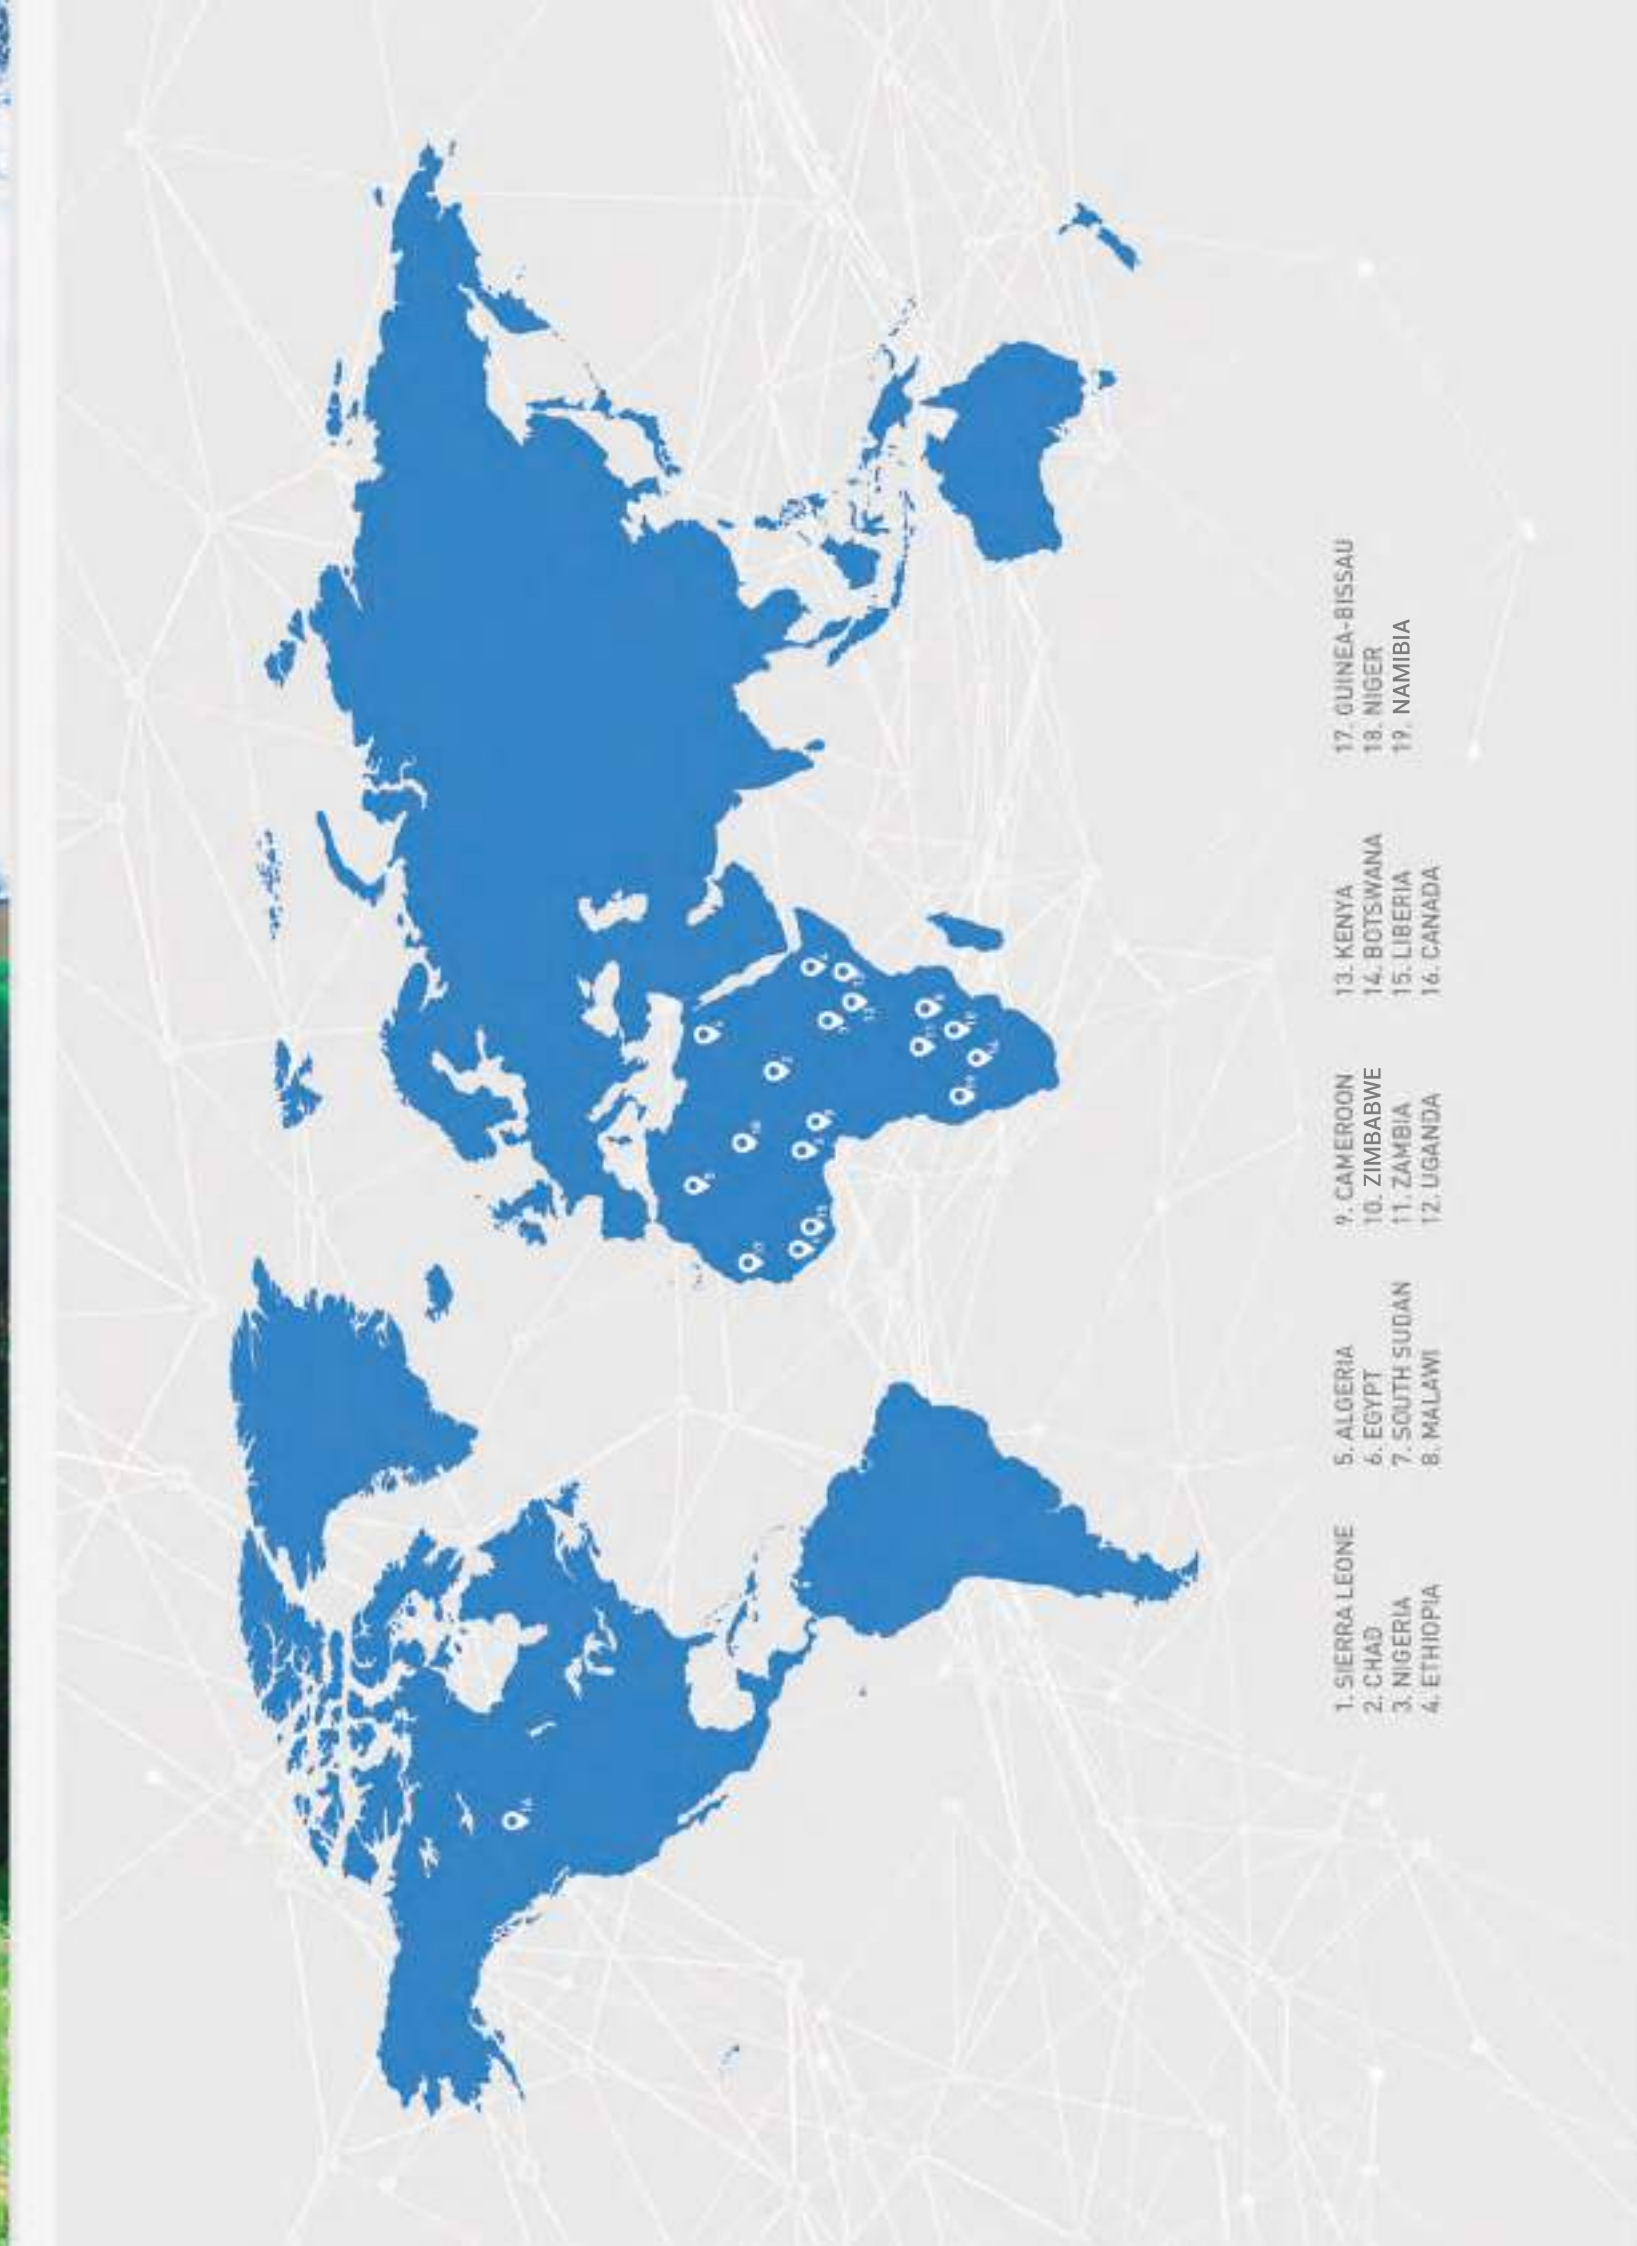 1. SIERRA LEONE
2. CHAD
3. NIGERIA
4. ETHIOPIA
5. ALGERIA
6. EGYPT
7. SOUTH SUDAN
8. MALAWI
9. CAMEROON
10. ZIMBABWE
11. ZAMBIA
12. UGANDA
13. KENYA
14. BOTSWANA
15. LIBERIA
16. CANADA
17. GUINEA-BISSAU
18. NIGER
19. NAMIBIA